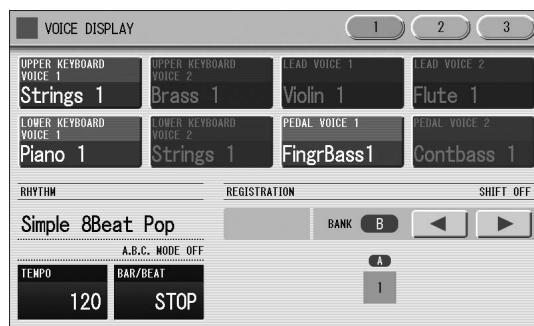 VOICE DISPLAY 1 2 3
UPPER KEYBOARD VOICE 1
Strings 1
UPPER KEYBOARD VOICE 2
Brass 1
LEAD VOICE 1
Violin 1
LEAD VOICE 2
Flute 1
LOWER KEYBOARD VOICE 1
Piano 1
LOWER KEYBOARD VOICE 2
Strings 1
PEDAL VOICE 1
FingrBass1
PEDAL VOICE 2
Contbass 1
RHYTHM
Simple 8Beat Pop
A.B.C. MODE OFF
TEMPO
120
BAR/BEAT
STOP
REGISTRATION SHIFT OFF
BANK B
A
1